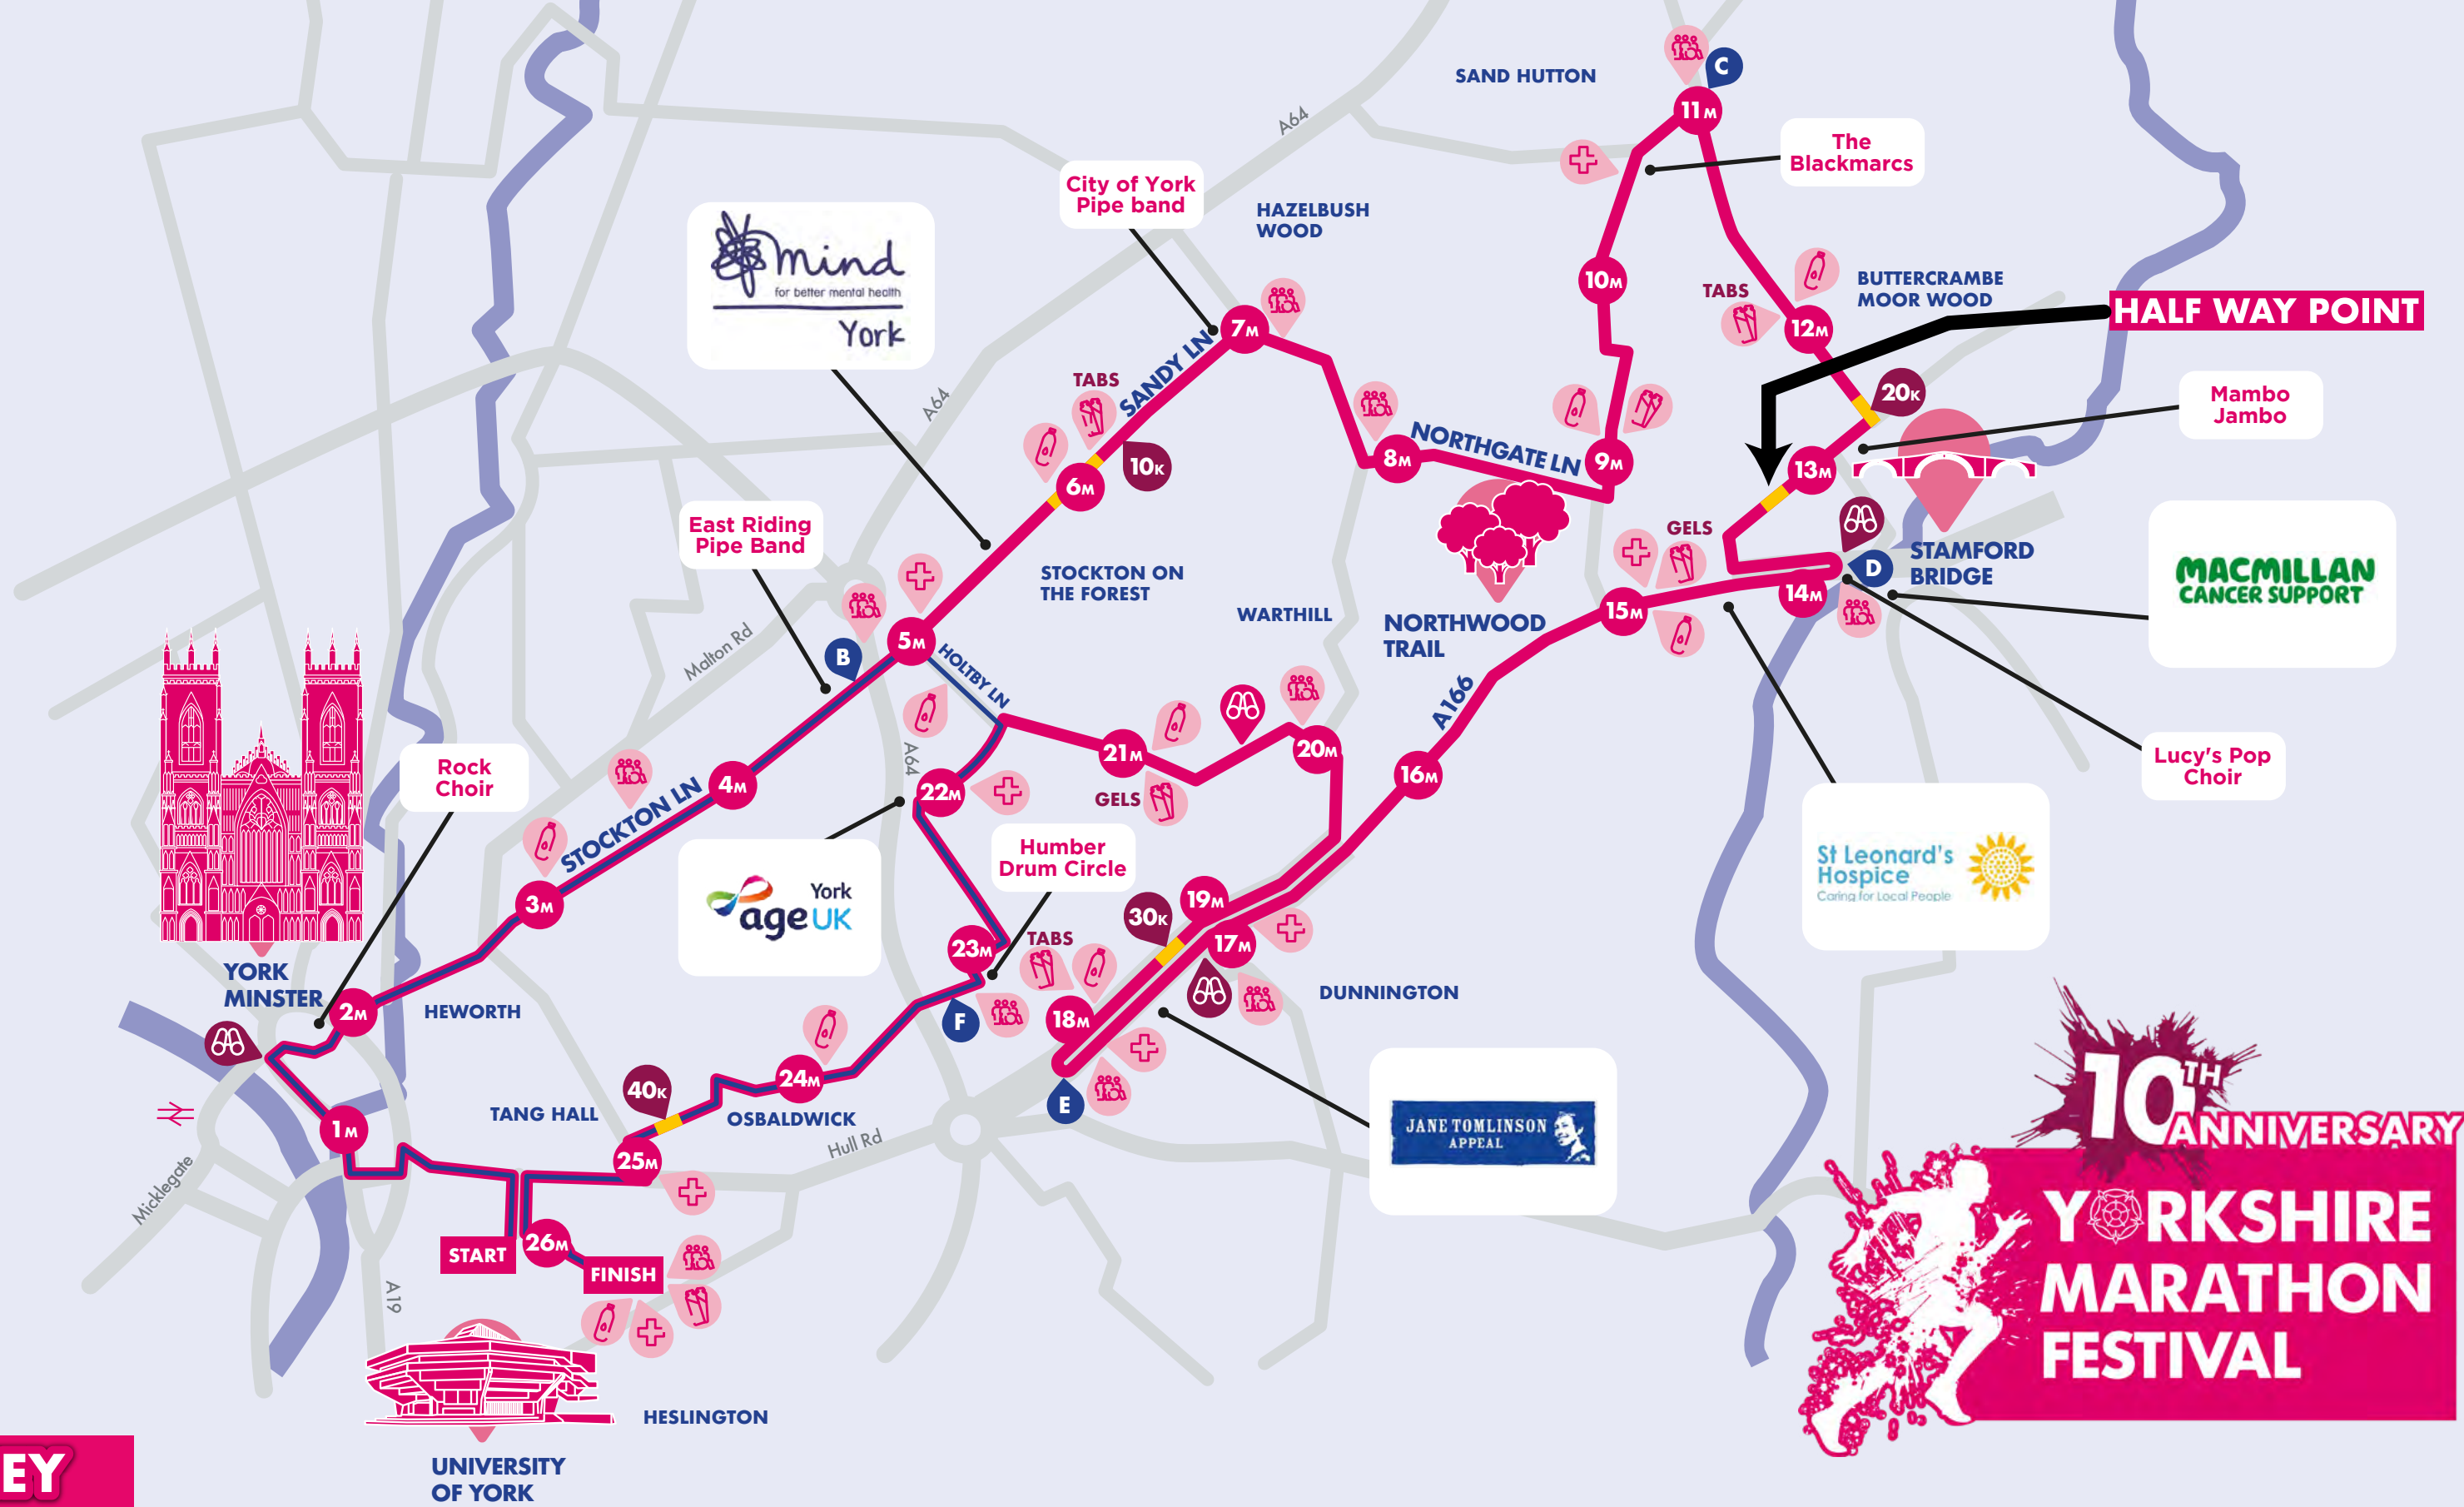 SAND HUTTON
C
11M
A64
The
Blackmarcs
City of York
Pipe band
HAZELBUSH
WOOD
mind
for better mental health
York
10M
TABS
BUTTERCRAMBE
MOOR WOOD
12M
HALF WAY POINT
7M
SANDY LN
TABS
A64
20K
Mambo
Jambo
10K
6M
8M
NORTHGATE LN
9M
13M
East Riding
Pipe Band
GELS
STAMFORD
BRIDGE
D
14M
MACMILLAN
CANCER SUPPORT
STOCKTON ON
THE FOREST
WARTHILL
NORTHWOOD
TRAIL
15M
Malton Rd
B
5M
HOLTBY LN
A166
Rock
Choir
4M
STOCKTON LN
A64
21M
20M
16M
Lucy's Pop
Choir
22M
GELS
Humber
Drum Circle
York
age UK
St Leonard's
Hospice
Caring for Local People
3M
19M
30K
17M
23M
TABS
YORK
MINSTER
2M
HEWORTH
F
18M
DUNNINGTON
24M
40K
TANG HALL
OSBALDWICK
E
1M
Hull Rd
JANE TOMLINSON
APPEAL
25M
Micklegate
START
26M
FINISH
A19
10TH
ANNIVERSARY
YORKSHIRE
MARATHON
FESTIVAL
HESLINGTON
EY
UNIVERSITY
OF YORK